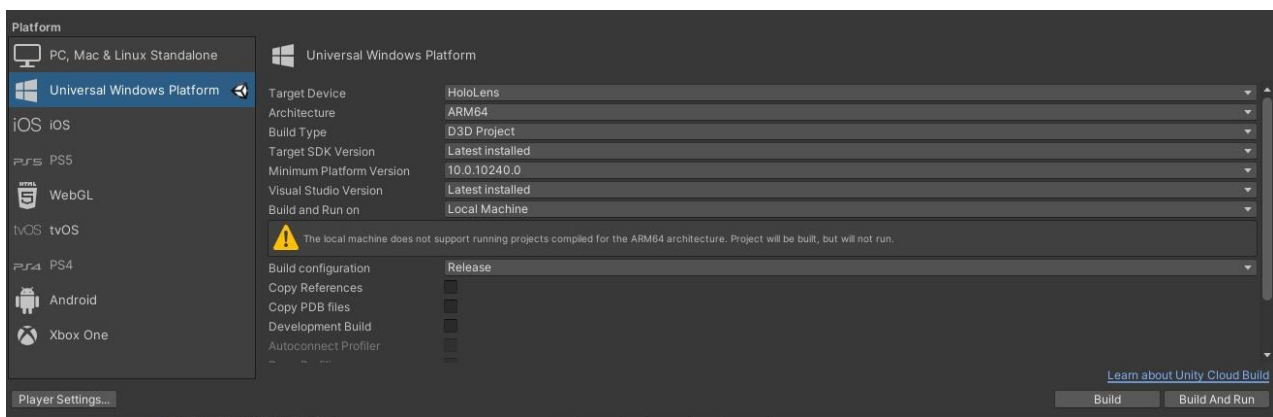 Platform
PC, Mac & Linux Standalone
Universal Windows Platform
iOS iOS
PS5 PS5
HTML 5 WebGL
tvOS tvOS
PS4 PS4
Android
Xbox One
Universal Windows Platform
Target Device HoloLens
Architecture ARM64
Build Type D3D Project
Target SDK Version Latest installed
Minimum Platform Version 10.0.10240.0
Visual Studio Version Latest installed
Build and Run on Local Machine
The local machine does not support running projects compiled for the ARM64 architecture. Project will be built, but will not run.
Build configuration Release
Copy References
Copy PDB files
Development Build
Autoconnect Profiler
Learn about Unity Cloud Build
Player Settings...
Build
Build And Run